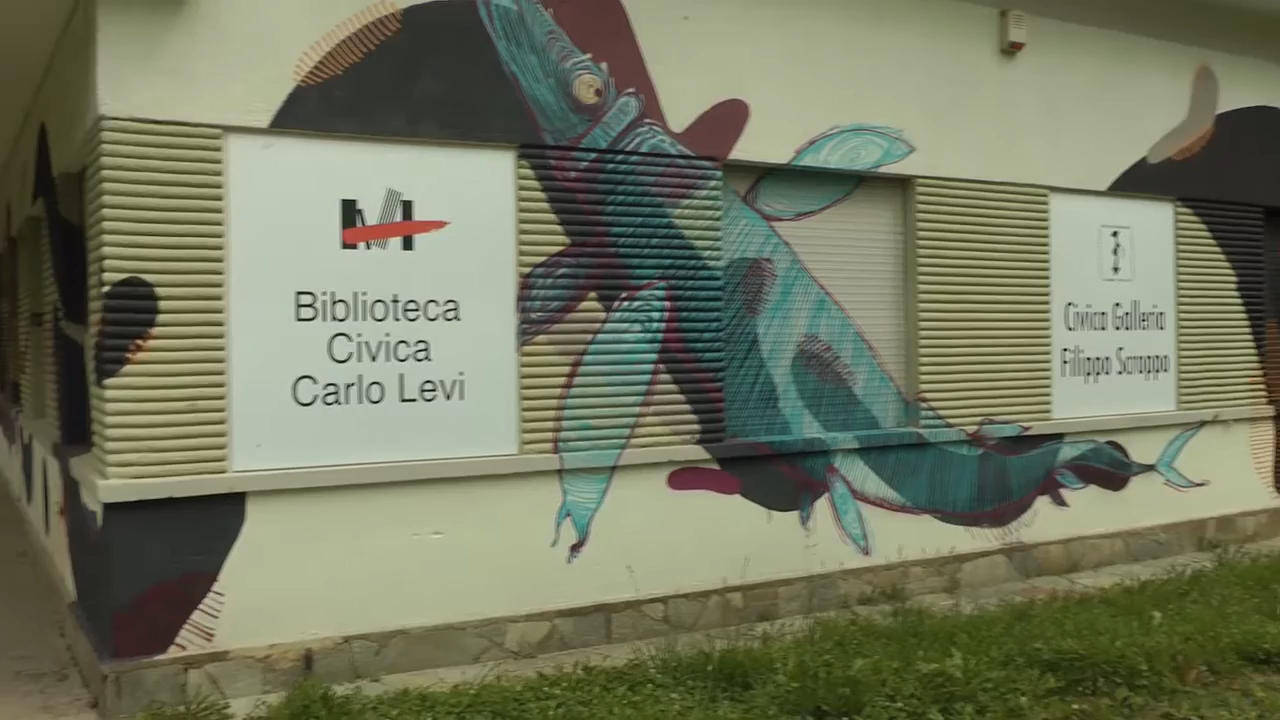 Biblioteca
Civica
Carlo Levi
Civica Galleria
Filippo Scroppo